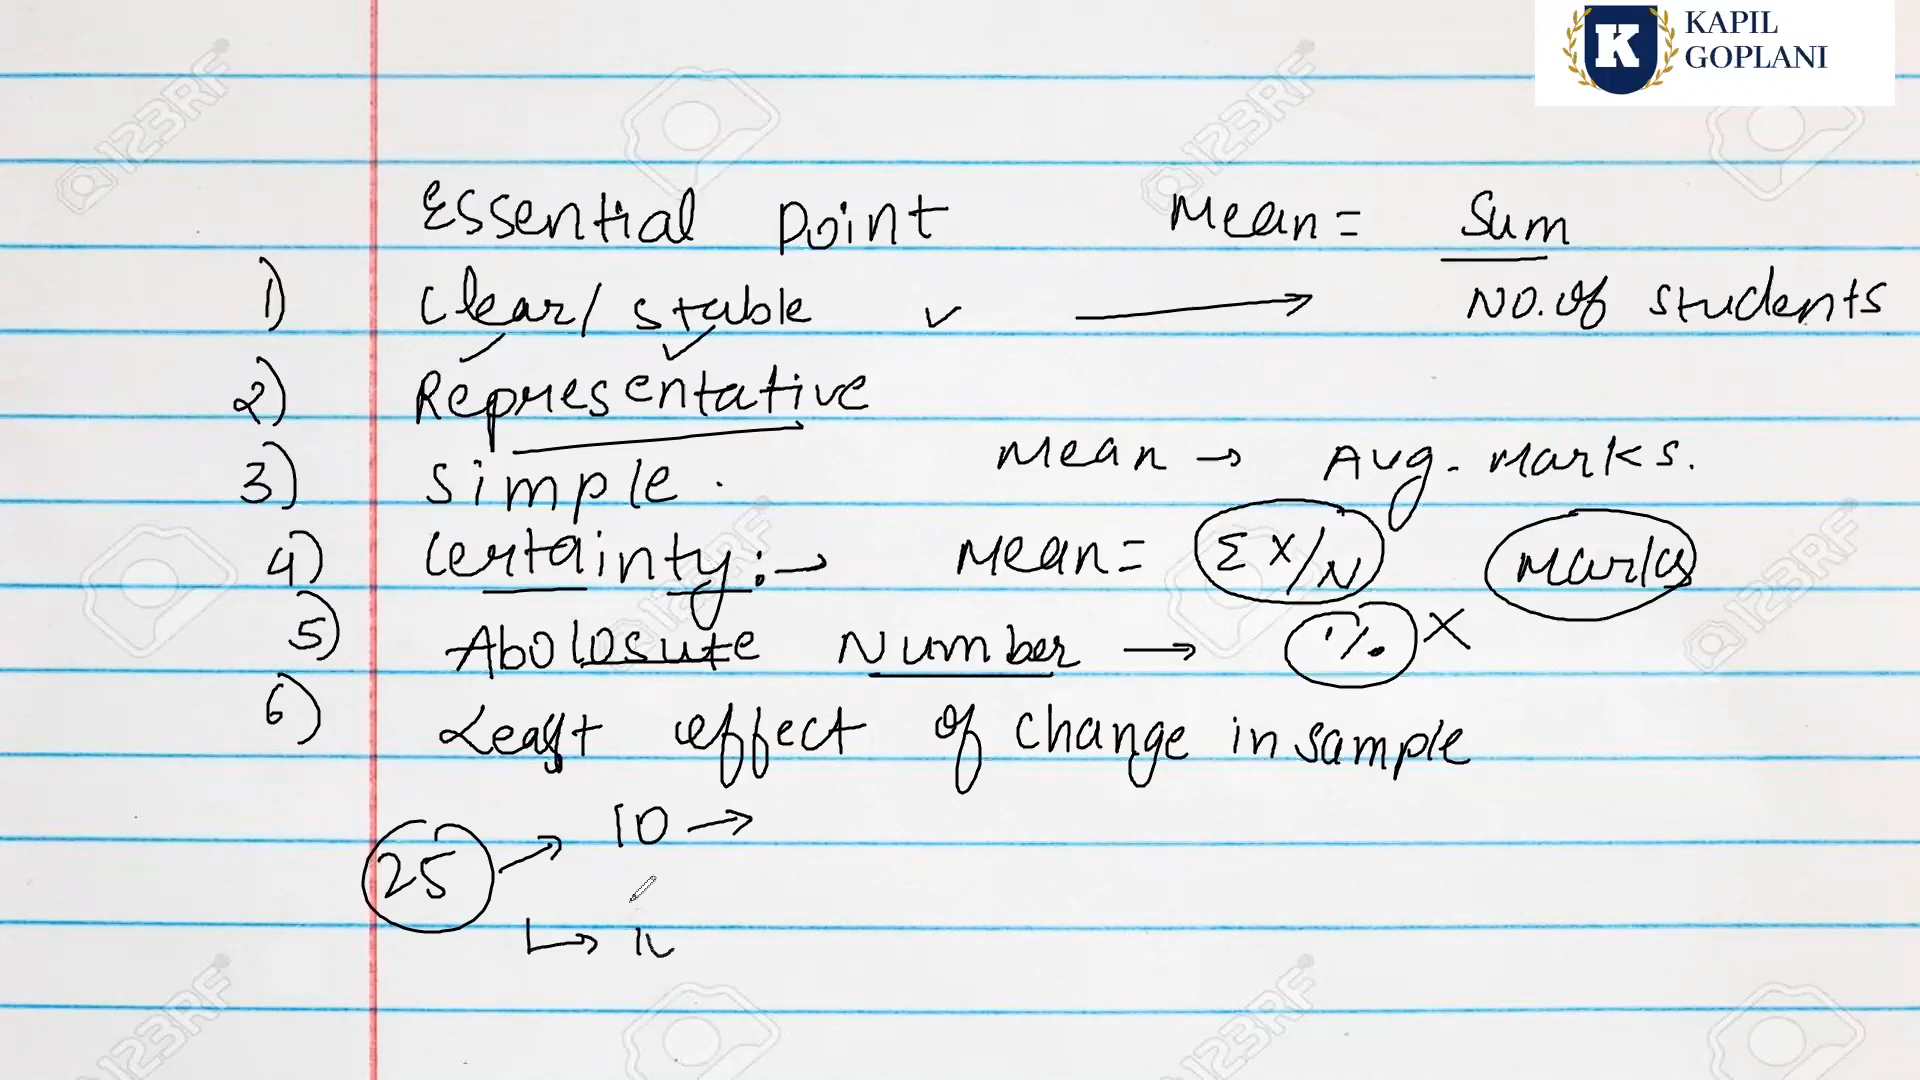 KAPIL
GOPLANI
K
Essential Point Mean = Sum
No. of students
1) Clear/ Stable
2) Representative
3) Simple. Mean → Avg. Marks.
4) Certainty:→ Mean = Σx/N Marks
5) Abolosute Number → % X
6) Least effect of change in sample
25 → 10 →
123RF